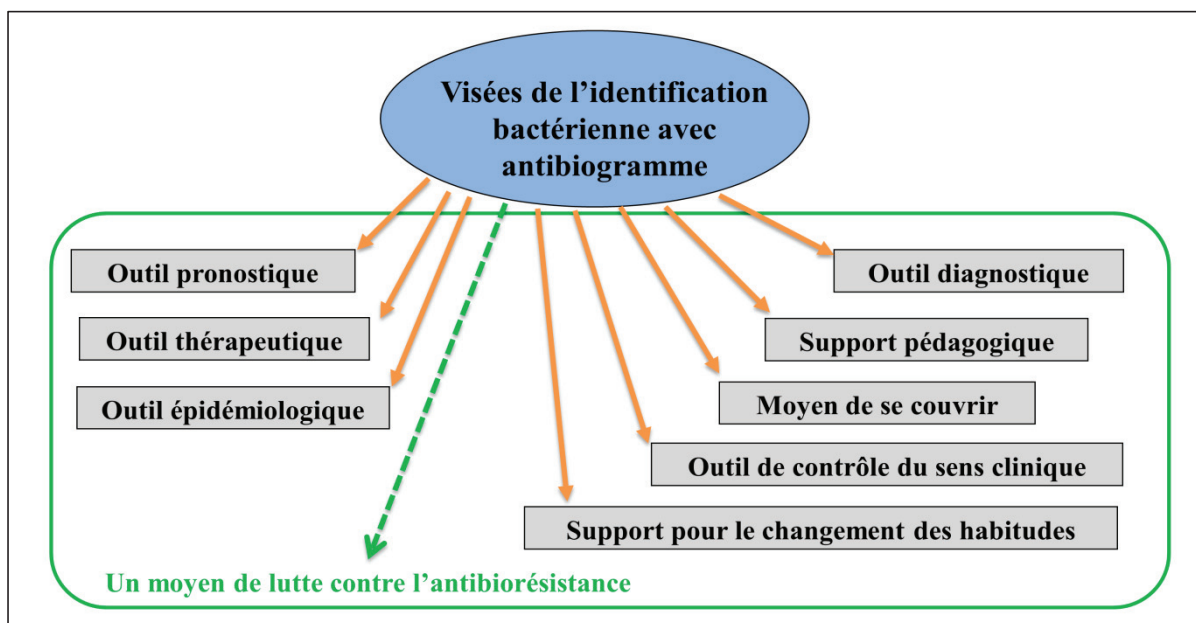 Visées de l’identification
bactérienne avec
antibiogramme
Outil pronostique
Outil thérapeutique
Outil épidémiologique
Outil diagnostique
Support pédagogique
Moyen de se couvrir
Outil de contrôle du sens clinique
Support pour le changement des habitudes
Un moyen de lutte contre l’antibiorésistance